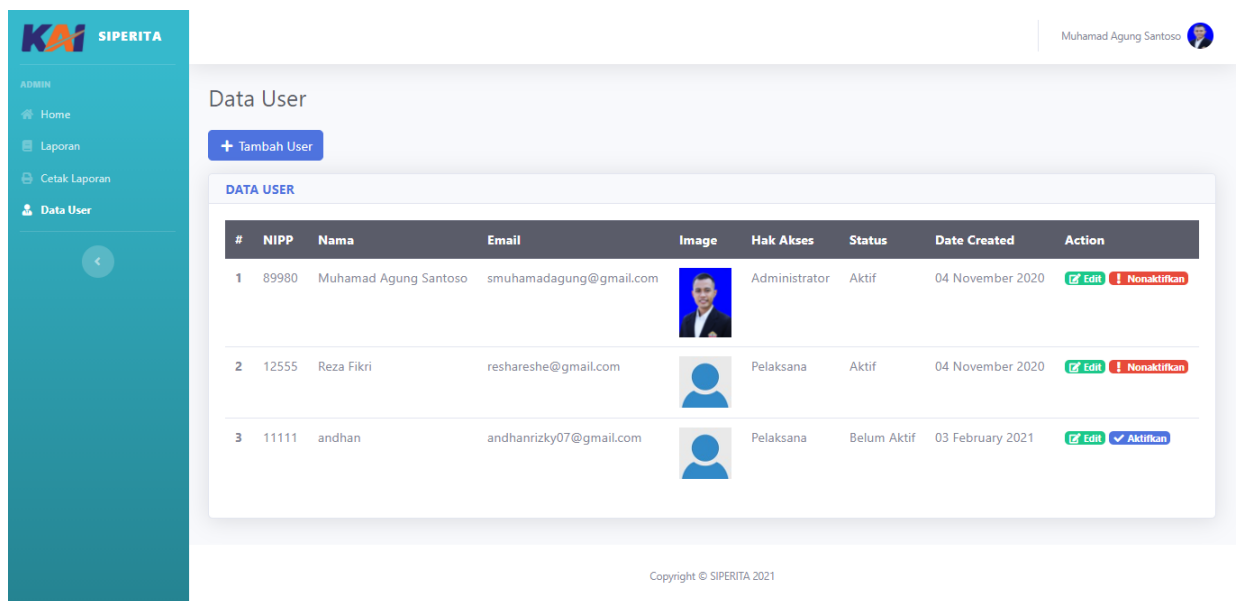 KAI SIPERITA
Muhamad Agung Santoso
ADMIN
Home
Laporan
Cetak Laporan
Data User
Data User
+ Tambah User
DATA USER
# NIPP Nama Email Image Hak Akses Status Date Created Action
1 89980 Muhamad Agung Santoso smuhamadagung@gmail.com Administrator Aktif 04 November 2020 Edit ! Nonaktifkan
2 12555 Reza Fikri reshareshe@gmail.com Pelaksana Aktif 04 November 2020 Edit ! Nonaktifkan
3 11111 andhan andhanrizky07@gmail.com Pelaksana Belum Aktif 03 February 2021 Edit Aktifkan
Copyright © SIPERITA 2021